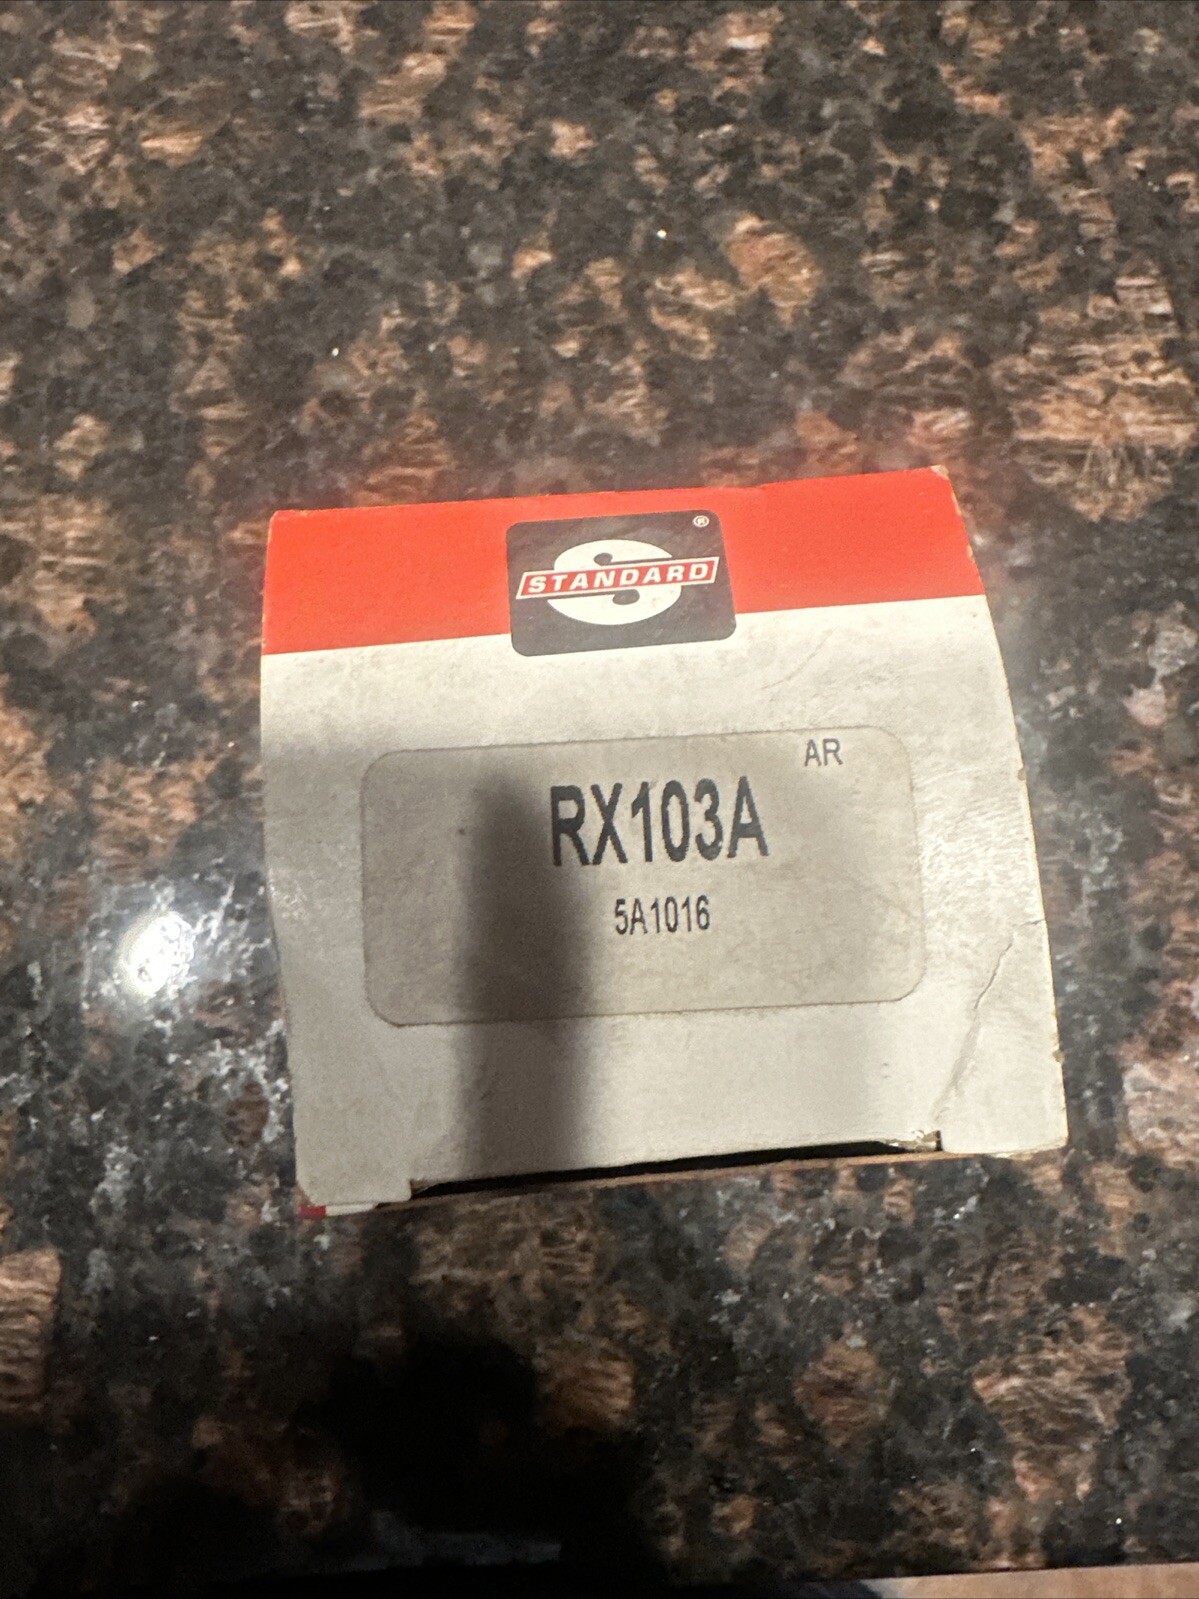 ®
STANDARD
AR
RX103A
5A1016